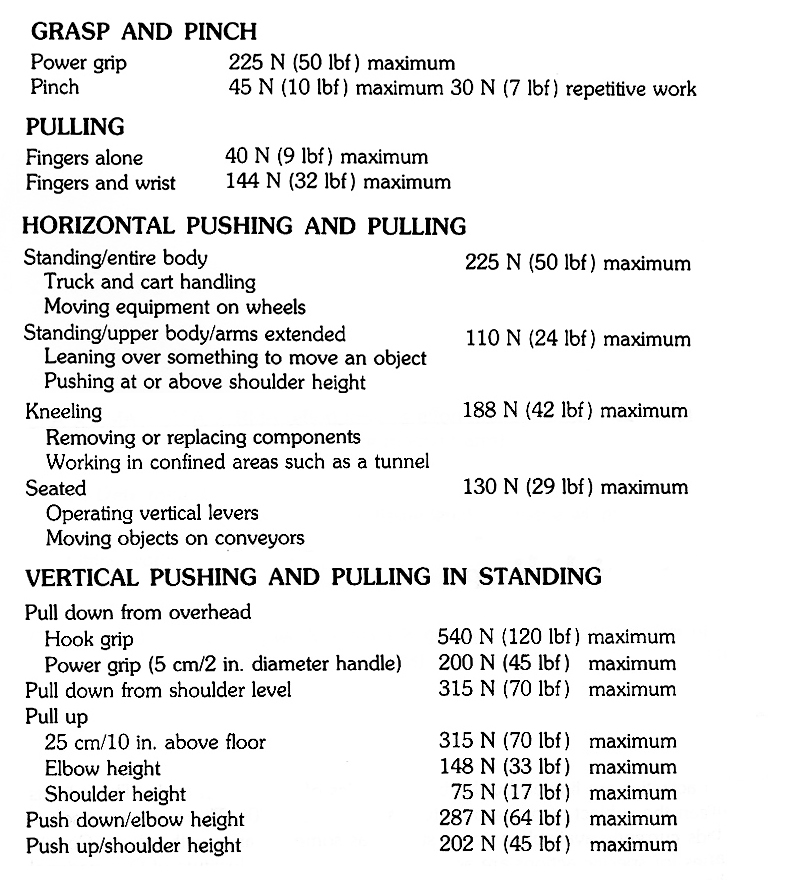 GRASP AND PINCH
Power grip 225 N (50 lbf) maximum
Pinch 45 N (10 lbf) maximum 30 N (7 lbf) repetitive work
PULLING
Fingers alone 40 N (9 lbf) maximum
Fingers and wrist 144 N (32 lbf) maximum
HORIZONTAL PUSHING AND PULLING
Standing/entire body 225 N (50 lbf) maximum
Truck and cart handling
Moving equipment on wheels
Standing/upper body/arms extended 110 N (24 lbf) maximum
Leaning over something to move an object
Pushing at or above shoulder height
Kneeling 188 N (42 lbf) maximum
Removing or replacing components
Working in confined areas such as a tunnel
Seated 130 N (29 lbf) maximum
Operating vertical levers
Moving objects on conveyors
VERTICAL PUSHING AND PULLING IN STANDING
Pull down from overhead
Hook grip 540 N (120 lbf) maximum
Power grip (5 cm/2 in. diameter handle) 200 N (45 lbf) maximum
Pull down from shoulder level 315 N (70 lbf) maximum
Pull up
25 cm/10 in. above floor 315 N (70 lbf) maximum
Elbow height 148 N (33 lbf) maximum
Shoulder height 75 N (17 lbf) maximum
Push down/elbow height 287 N (64 lbf) maximum
Push up/shoulder height 202 N (45 lbf) maximum